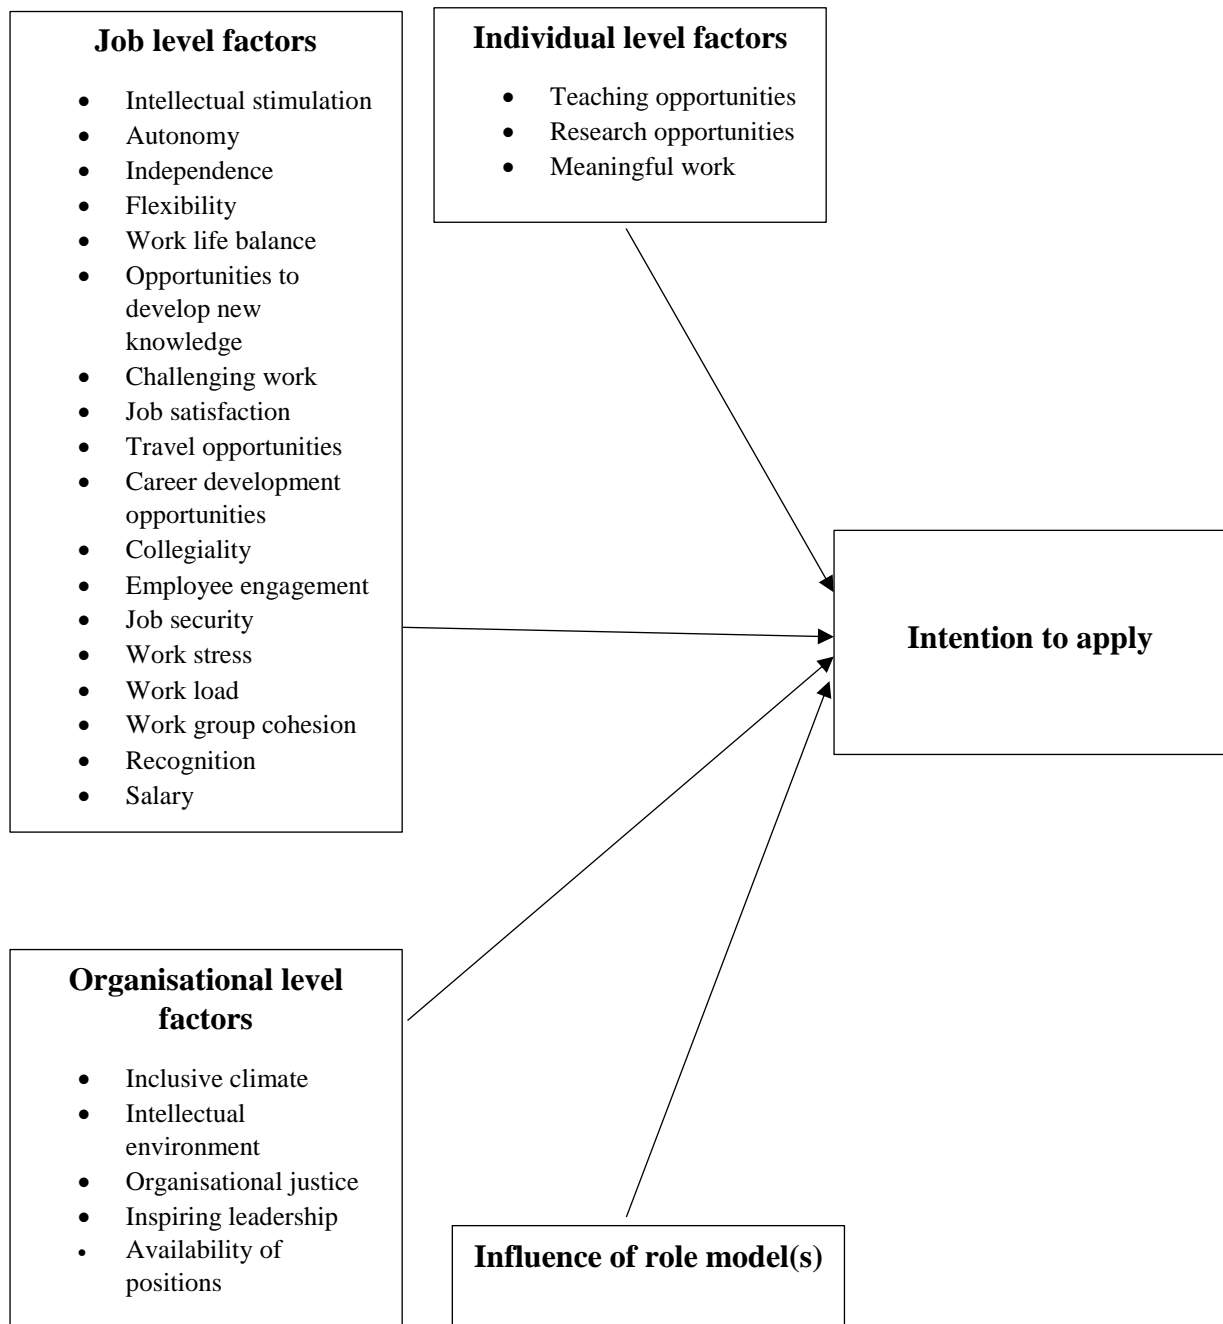 Job level factors
• Intellectual stimulation
• Autonomy
• Independence
• Flexibility
• Work life balance
• Opportunities to
develop new
knowledge
• Challenging work
• Job satisfaction
• Travel opportunities
• Career development
opportunities
• Collegiality
• Employee engagement
• Job security
• Work stress
• Work load
• Work group cohesion
• Recognition
• Salary
Individual level factors
• Teaching opportunities
• Research opportunities
• Meaningful work
Intention to apply
Organisational level
factors
• Inclusive climate
• Intellectual
environment
• Organisational justice
• Inspiring leadership
• Availability of
positions
Influence of role model(s)